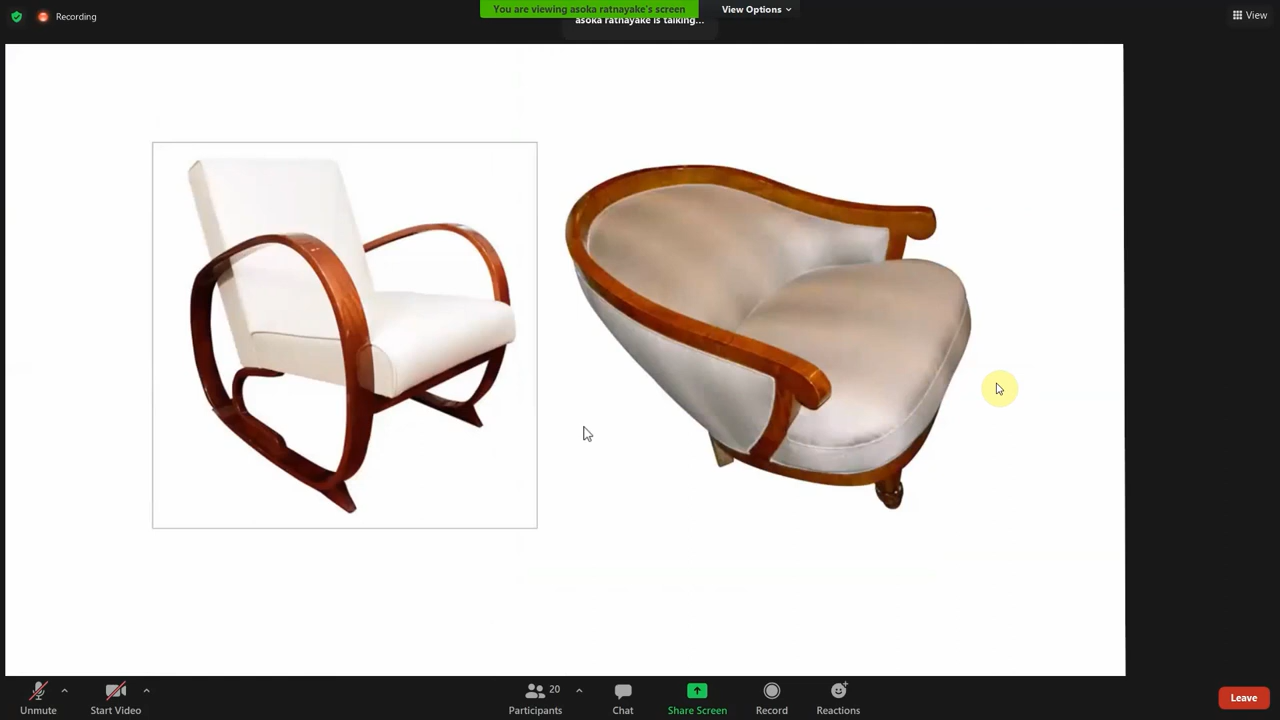 Recording
You are viewing asoka ratnayake's screen
View Options
asoka ratnayake is talking...
View
Unmute
Start Video
20
Participants
Chat
Share Screen
Record
Reactions
Leave